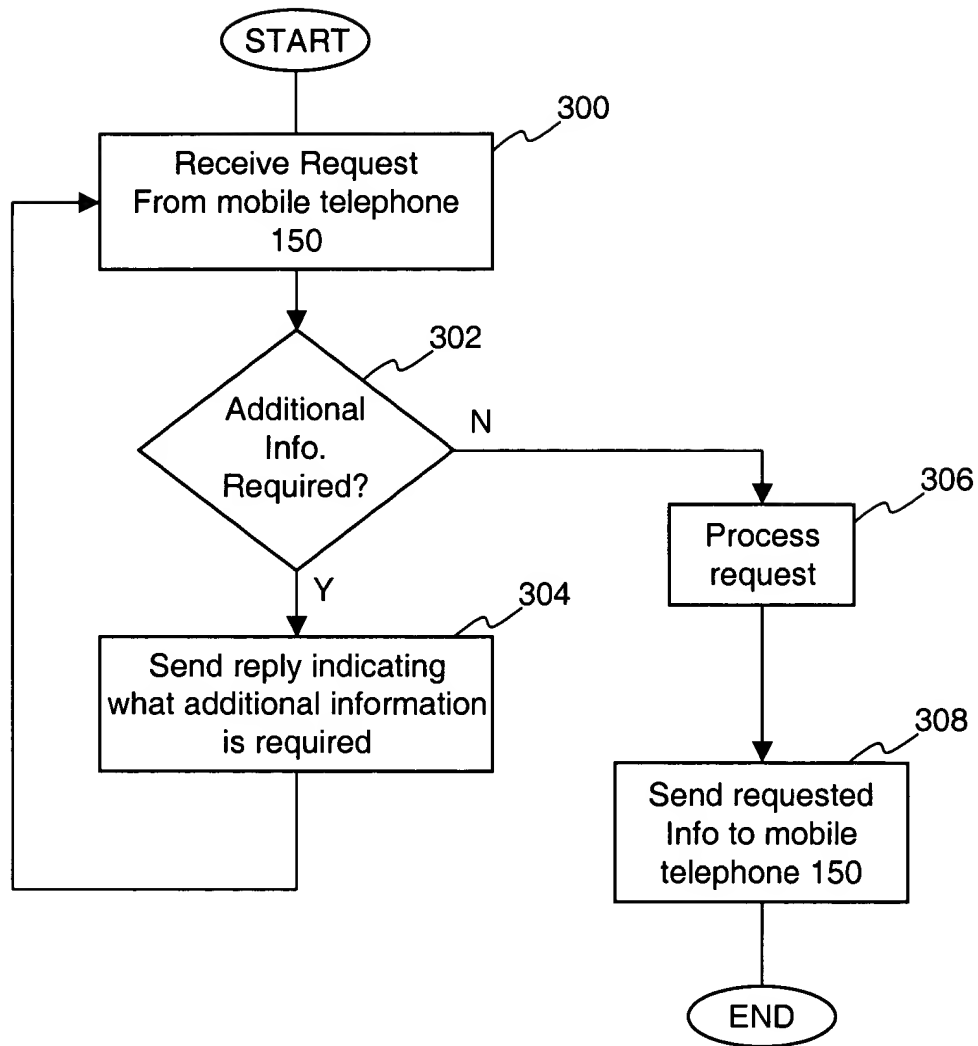 START
300
Receive Request
From mobile telephone
150
302
Additional
Info.
Required?
N
Y
306
Process
request
304
Send reply indicating
what additional information
is required
308
Send requested
Info to mobile
telephone 150
END